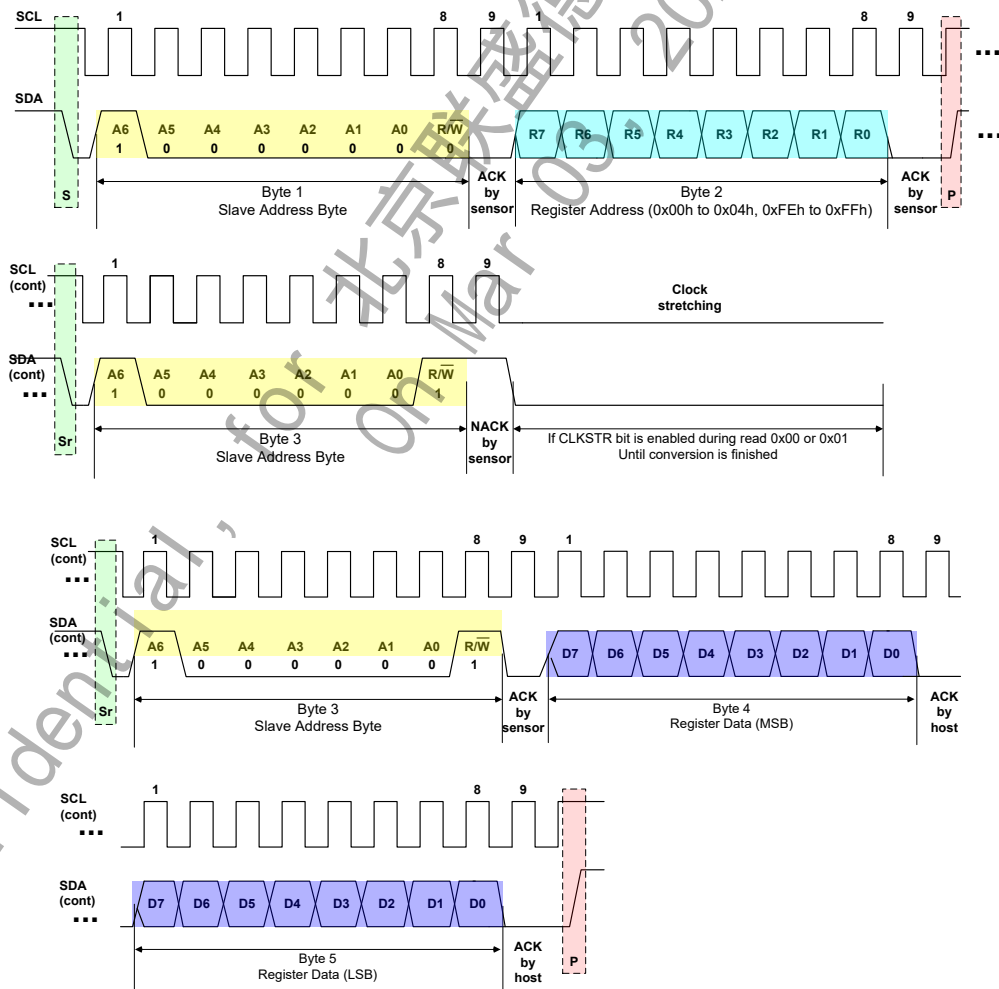 SCL 1 8 9 1 8 9
...
SDA
A6 A5 A4 A3 A2 A1 A0 R/W̅ R7 R6 R5 R4 R3 R2 R1 R0
1 0 0 0 0 0 0 0
...
S Byte 1 ACK by sensor Byte 2 ACK by sensor P
Slave Address Byte Register Address (0x00h to 0x04h, 0xFEh to 0xFFh)
SCL (cont) 1 8 9
... Clock stretching
SDA (cont)
A6 A5 A4 A3 A2 A1 A0 R/W̅
... 1 0 0 0 0 0 0 1
Sr Byte 3 NACK by sensor If CLKSTR bit is enabled during read 0x00 or 0x01
Slave Address Byte Until conversion is finished
SCL (cont) 1 8 9 1 8 9
...
SDA (cont)
... A6 A5 A4 A3 A2 A1 A0 R/W̅ D7 D6 D5 D4 D3 D2 D1 D0
1 0 0 0 0 0 0 1
Sr Byte 3 ACK by sensor Byte 4 ACK by host
Slave Address Byte Register Data (MSB)
SCL (cont) 1 8 9
...
SDA (cont)
... D7 D6 D5 D4 D3 D2 D1 D0
Byte 5 ACK by host P
Register Data (LSB)
for 北京联盛德
on Mar 03,